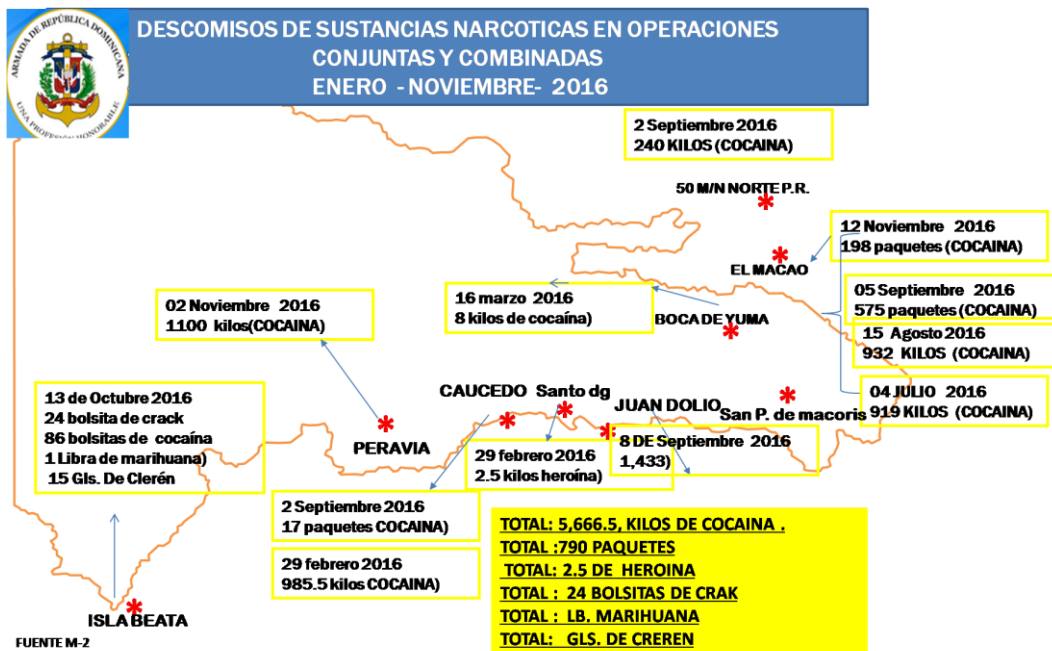 ARMADA DE REPÚBLICA DOMINICANA
UNA PROFESIÓN HONORABLE
DESCOMISOS DE SUSTANCIAS NARCOTICAS EN OPERACIONES
CONJUNTAS Y COMBINADAS
ENERO - NOVIEMBRE- 2016
2 Septiembre 2016
240 KILOS (COCAINA)
50 M/N NORTE P.R.
12 Noviembre 2016
198 paquetes (COCAINA)
EL MACAO
05 Septiembre 2016
575 paquetes (COCAINA)
16 marzo 2016
8 kilos de cocaína)
02 Noviembre 2016
1100 kilos(COCAINA)
BOCA DE YUMA
15 Agosto 2016
932 KILOS (COCAINA)
04 JULIO 2016
919 KILOS (COCAINA)
13 de Octubre 2016
24 bolsita de crack
86 bolsitas de cocaína
1 Libra de marihuana)
15 Gls. De Clerén
CAUCEDO
Santo dg
JUAN DOLIO
San P. de macoris
PERAVIA
8 DE Septiembre 2016
1,433)
29 febrero 2016
2.5 kilos heroína)
2 Septiembre 2016
17 paquetes COCAINA)
29 febrero 2016
985.5 kilos COCAINA)
TOTAL: 5,666.5, KILOS DE COCAINA .
TOTAL :790 PAQUETES
TOTAL: 2.5 DE HEROINA
TOTAL : 24 BOLSITAS DE CRAK
TOTAL : LB. MARIHUANA
TOTAL: GLS. DE CREREN
ISLA BEATA
FUENTE M-2